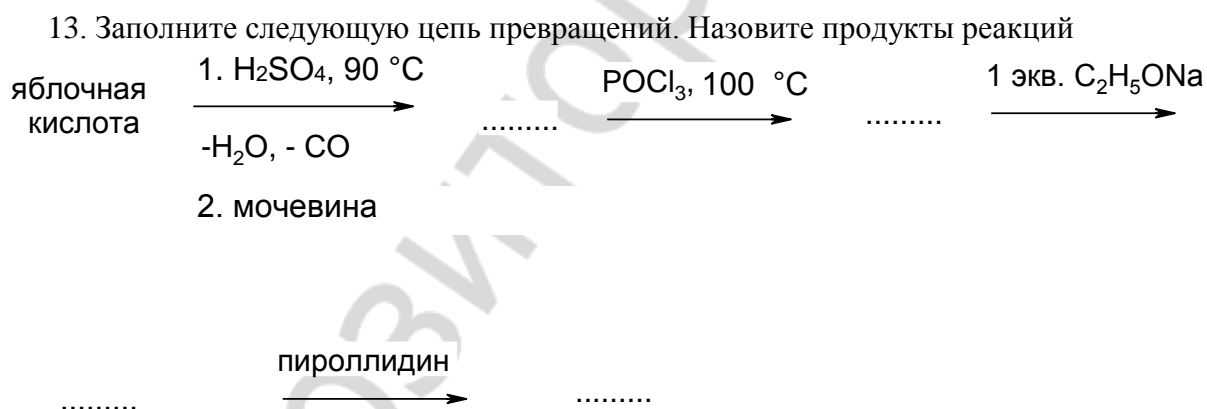 13. Заполните следующую цепь превращений. Назовите продукты реакций
яблочная кислота
1. H₂SO₄, 90 °C
-H₂O, - CO
2. мочевина
.........
POCl₃, 100 °C
.........
1 экв. C₂H₅ONa
.........
пироллидин
.........